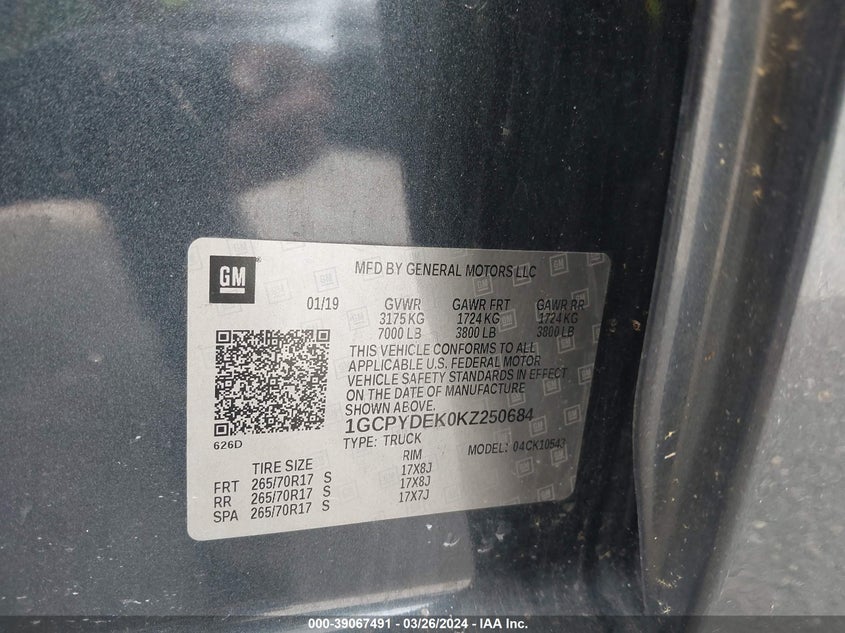 GM
MFD BY GENERAL MOTORS LLC
01/19 GVWR GAWR FRT GAWR RR
3175 KG 1724 KG 1724 KG
7000 LB 3800 LB 3800 LB
THIS VEHICLE CONFORMS TO ALL
APPLICABLE U.S. FEDERAL MOTOR
VEHICLE SAFETY STANDARDS IN EFFECT
ON THE DATE OF MANUFACTURE
SHOWN ABOVE.
1GCPYDEK0KZ250684
626D
TYPE: TRUCK MODEL: 04CK10543
TIRE SIZE RIM
FRT 265/70R17 S 17X8J
RR 265/70R17 S 17X8J
SPA 265/70R17 S 17X7J
000-39067491 - 03/26/2024 - IAA Inc.